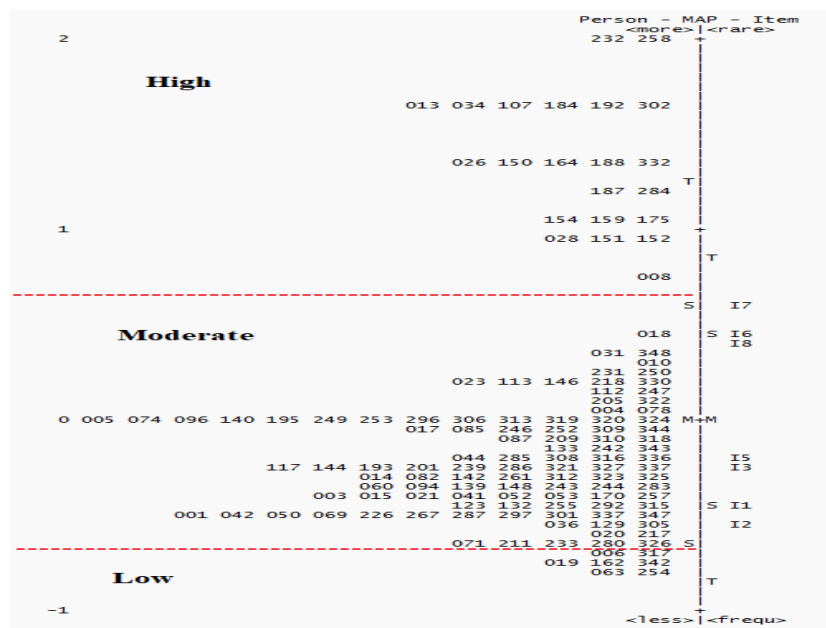 Person - MAP - Item
<more>|<rare>
2 232 258 +
High
013 034 107 184 192 302
026 150 164 188 332
T|
187 284
154 159 175
1 +
028 151 152
|T
008
S| I7
Moderate
018 |S I6
I8
031 348
010
231 250
023 113 146 218 330
112 247
205 322
004 078
0 005 074 096 140 195 249 253 296 306 313 319 320 324 M+M
017 085 246 252 309 344
087 209 310 318
133 242 343
044 285 308 316 336 I5
117 144 193 201 239 286 321 327 337 I3
014 082 142 261 312 323 325
060 094 139 148 243 244 283
003 015 021 041 052 053 170 257
123 132 255 292 315 |S I1
001 042 050 069 226 267 287 297 301 337 347
036 129 305 I2
020 217
071 211 233 280 326 S|
006 317
019 162 342
Low
063 254
|T
-1 +
<less>|<frequ>